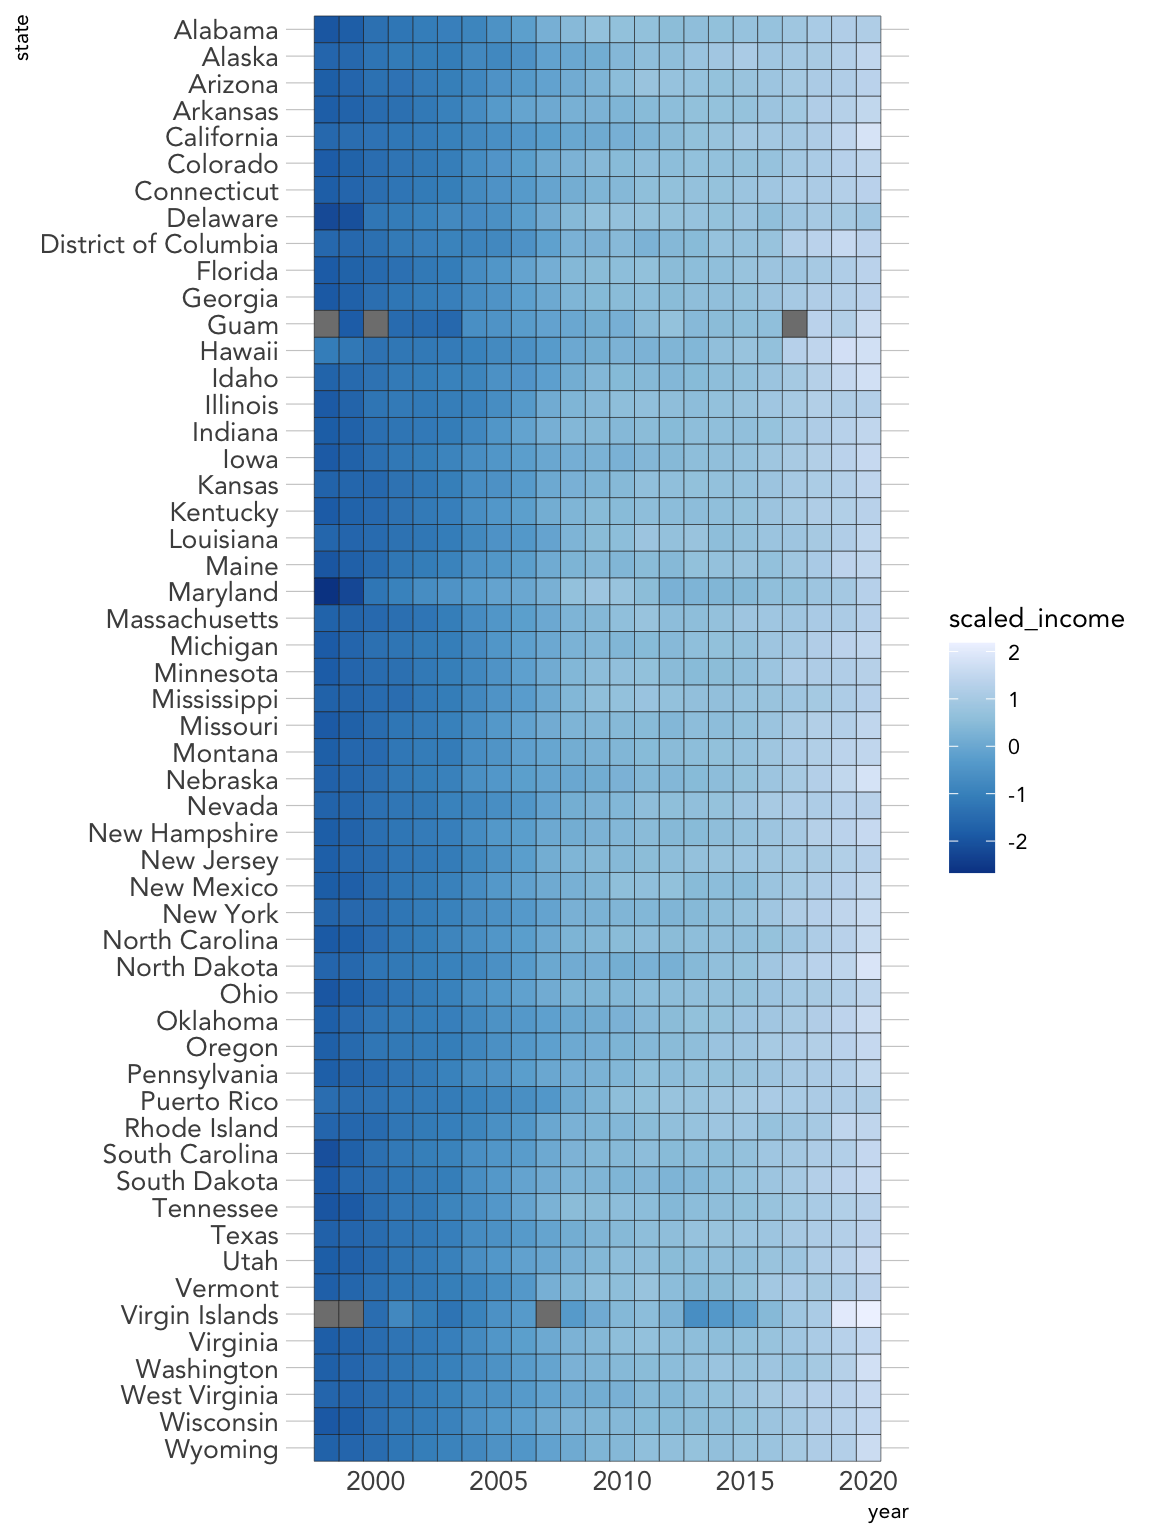 state
Alabama
Alaska
Arizona
Arkansas
California
Colorado
Connecticut
Delaware
District of Columbia
Florida
Georgia
Guam
Hawaii
Idaho
Illinois
Indiana
Iowa
Kansas
Kentucky
Louisiana
Maine
Maryland
Massachusetts
Michigan
Minnesota
Mississippi
Missouri
Montana
Nebraska
Nevada
New Hampshire
New Jersey
New Mexico
New York
North Carolina
North Dakota
Ohio
Oklahoma
Oregon
Pennsylvania
Puerto Rico
Rhode Island
South Carolina
South Dakota
Tennessee
Texas
Utah
Vermont
Virgin Islands
Virginia
Washington
West Virginia
Wisconsin
Wyoming
2000 2005 2010 2015 2020
year
scaled_income
2
1
0
-1
-2